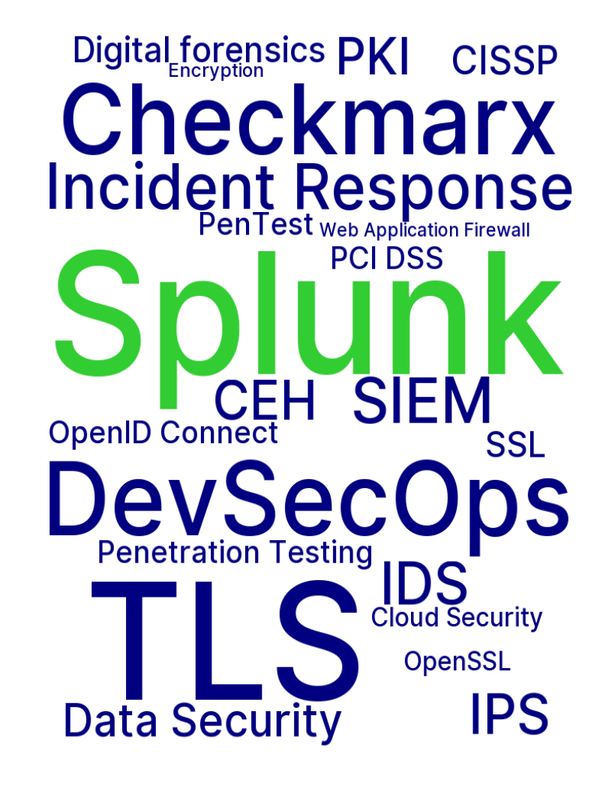 Digital forensics PKI CISSP
Encryption
Checkmarx
Incident Response
PenTest Web Application Firewall
PCI DSS
Splunk
CEH SIEM
OpenID Connect
SSL
DevSecOps
Penetration Testing
IDS
TLS
Cloud Security
OpenSSL
Data Security
IPS